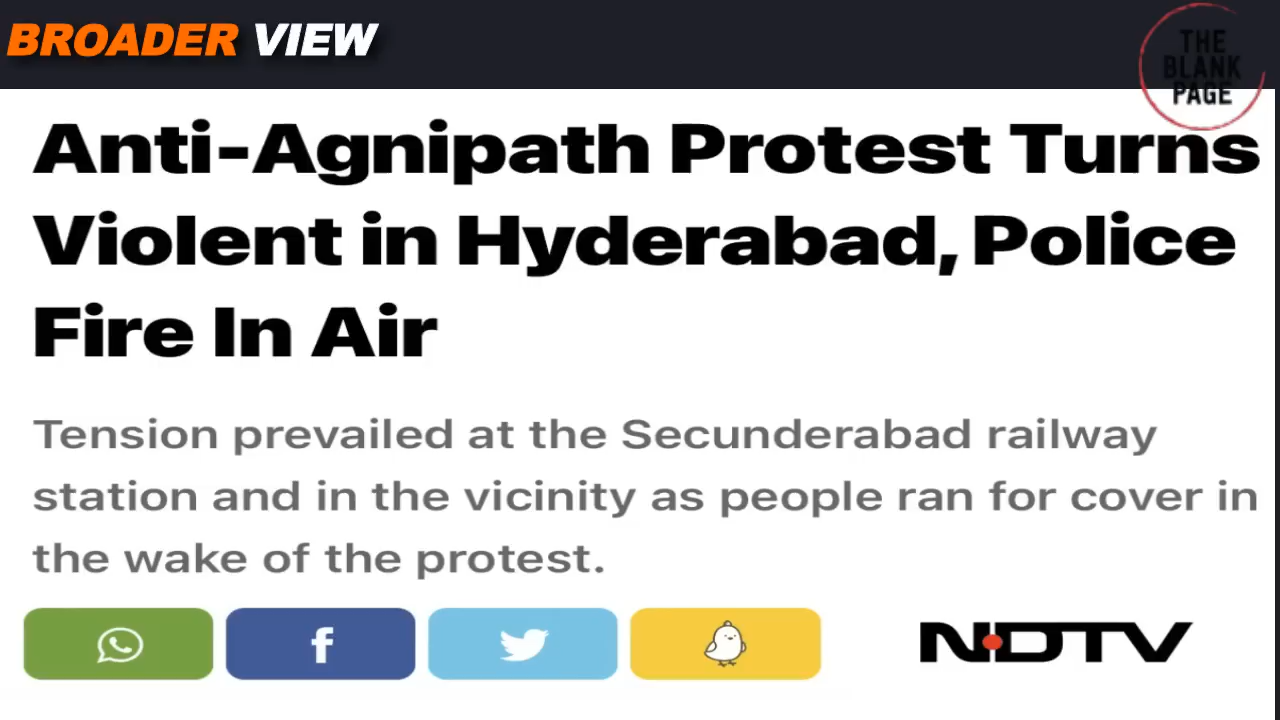 BROADER VIEW
THE
BLANK
PAGE
Anti-Agnipath Protest Turns
Violent in Hyderabad, Police
Fire In Air
Tension prevailed at the Secunderabad railway
station and in the vicinity as people ran for cover in
the wake of the protest.
f
NDTV